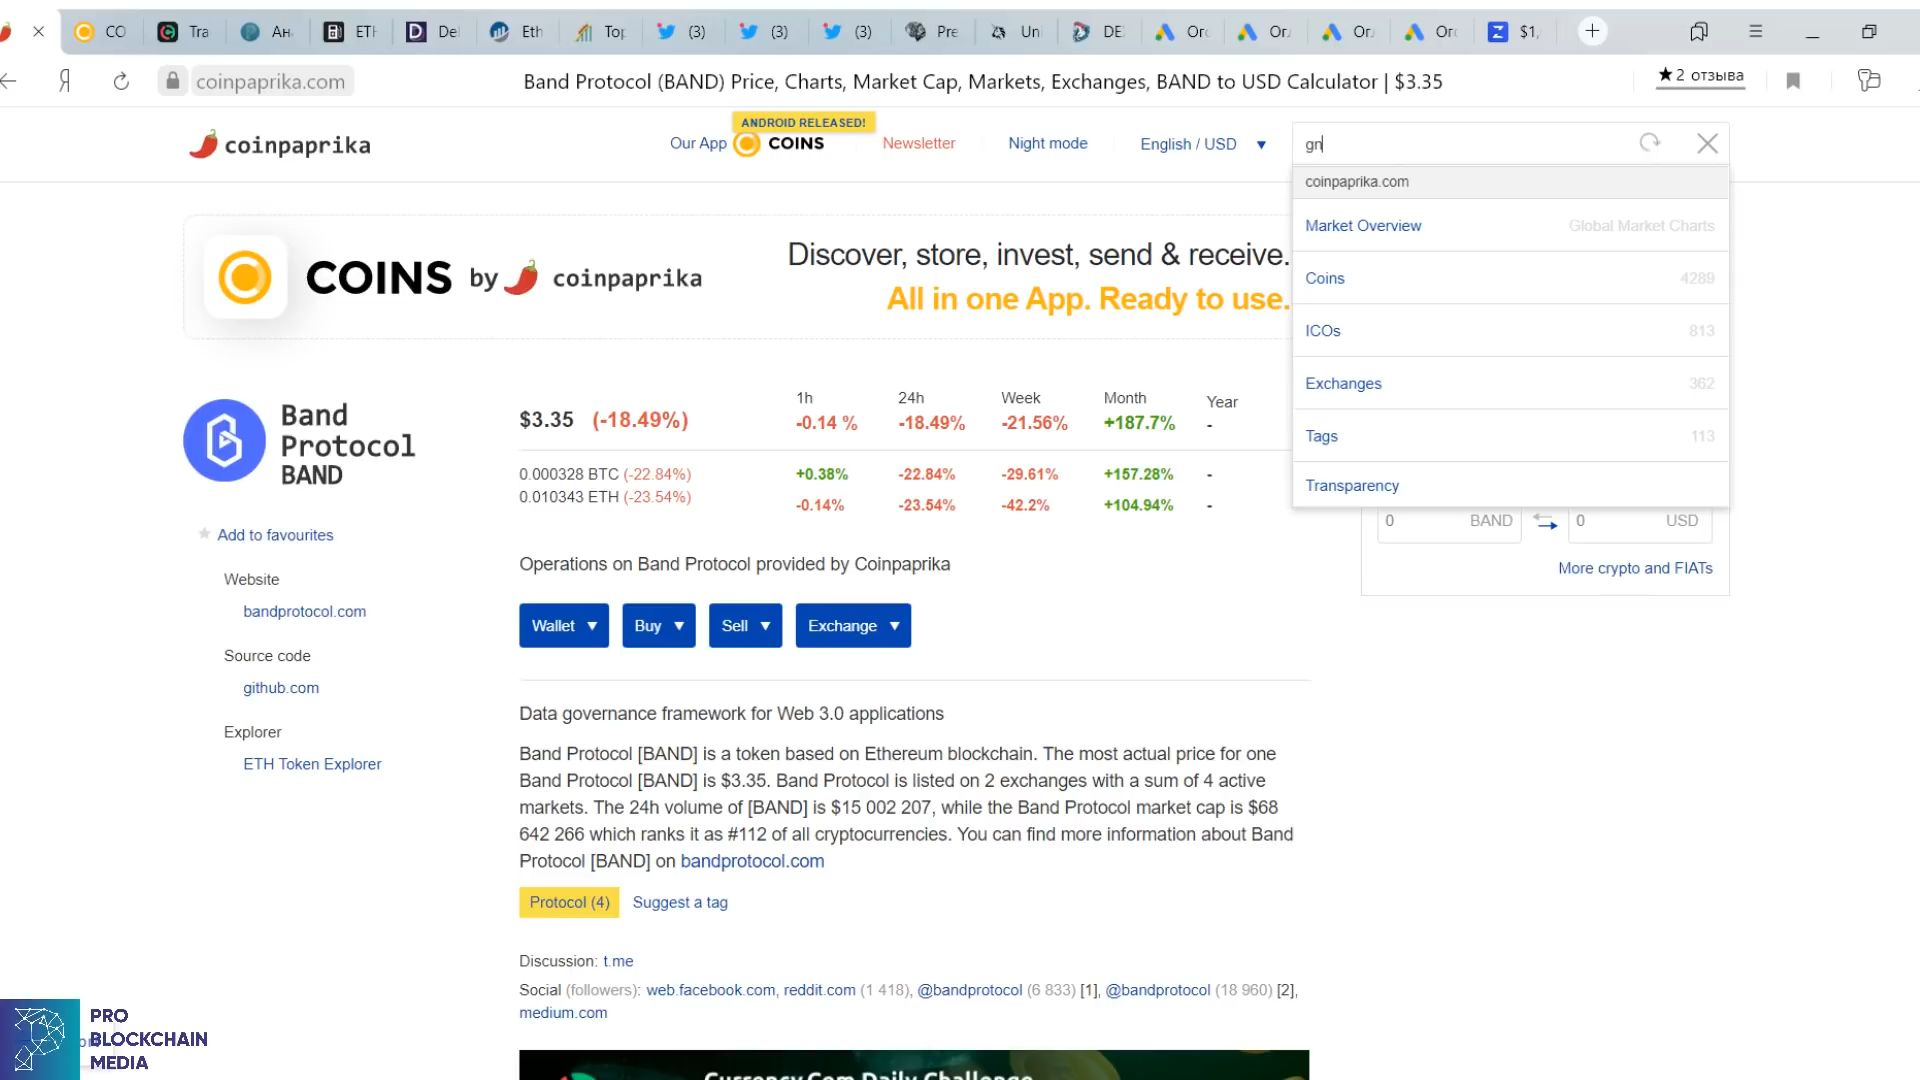 CO
Tra
Ан
ETH
De
Eth
Top
(3)
(3)
(3)
Pre
Un
DE
Orc
Or
Or
Orc
$1,
coinpaprika.com
Band Protocol (BAND) Price, Charts, Market Cap, Markets, Exchanges, BAND to USD Calculator | $3.35
★2 отзыва
coinpaprika
Our App
ANDROID RELEASED!
COINS
Newsletter
Night mode
English / USD ▼
gn
coinpaprika.com
Market Overview Global Market Charts
Coins 4289
ICOs 813
Exchanges 362
Tags 113
Transparency
COINS by coinpaprika
Discover, store, invest, send & receive.
All in one App. Ready to use.
Band
Protocol
BAND
Add to favourites
Website
bandprotocol.com
Source code
github.com
Explorer
ETH Token Explorer
1h 24h Week Month Year
$3.35 (-18.49%) -0.14 % -18.49% -21.56% +187.7% -
0.000328 BTC (-22.84%) +0.38% -22.84% -29.61% +157.28% -
0.010343 ETH (-23.54%) -0.14% -23.54% -42.2% +104.94% -
0 BAND 0 USD
More crypto and FIATs
Operations on Band Protocol provided by Coinpaprika
Wallet ▼ Buy ▼ Sell ▼ Exchange ▼
Data governance framework for Web 3.0 applications
Band Protocol [BAND] is a token based on Ethereum blockchain. The most actual price for one
Band Protocol [BAND] is $3.35. Band Protocol is listed on 2 exchanges with a sum of 4 active
markets. The 24h volume of [BAND] is $15 002 207, while the Band Protocol market cap is $68
642 266 which ranks it as #112 of all cryptocurrencies. You can find more information about Band
Protocol [BAND] on bandprotocol.com
Protocol (4) Suggest a tag
Discussion: t.me
Social (followers): web.facebook.com, reddit.com (1 418), @bandprotocol (6 833) [1], @bandprotocol (18 960) [2],
medium.com
Currency.Com Daily Challenge
PRO
BLOCKCHAIN
MEDIA